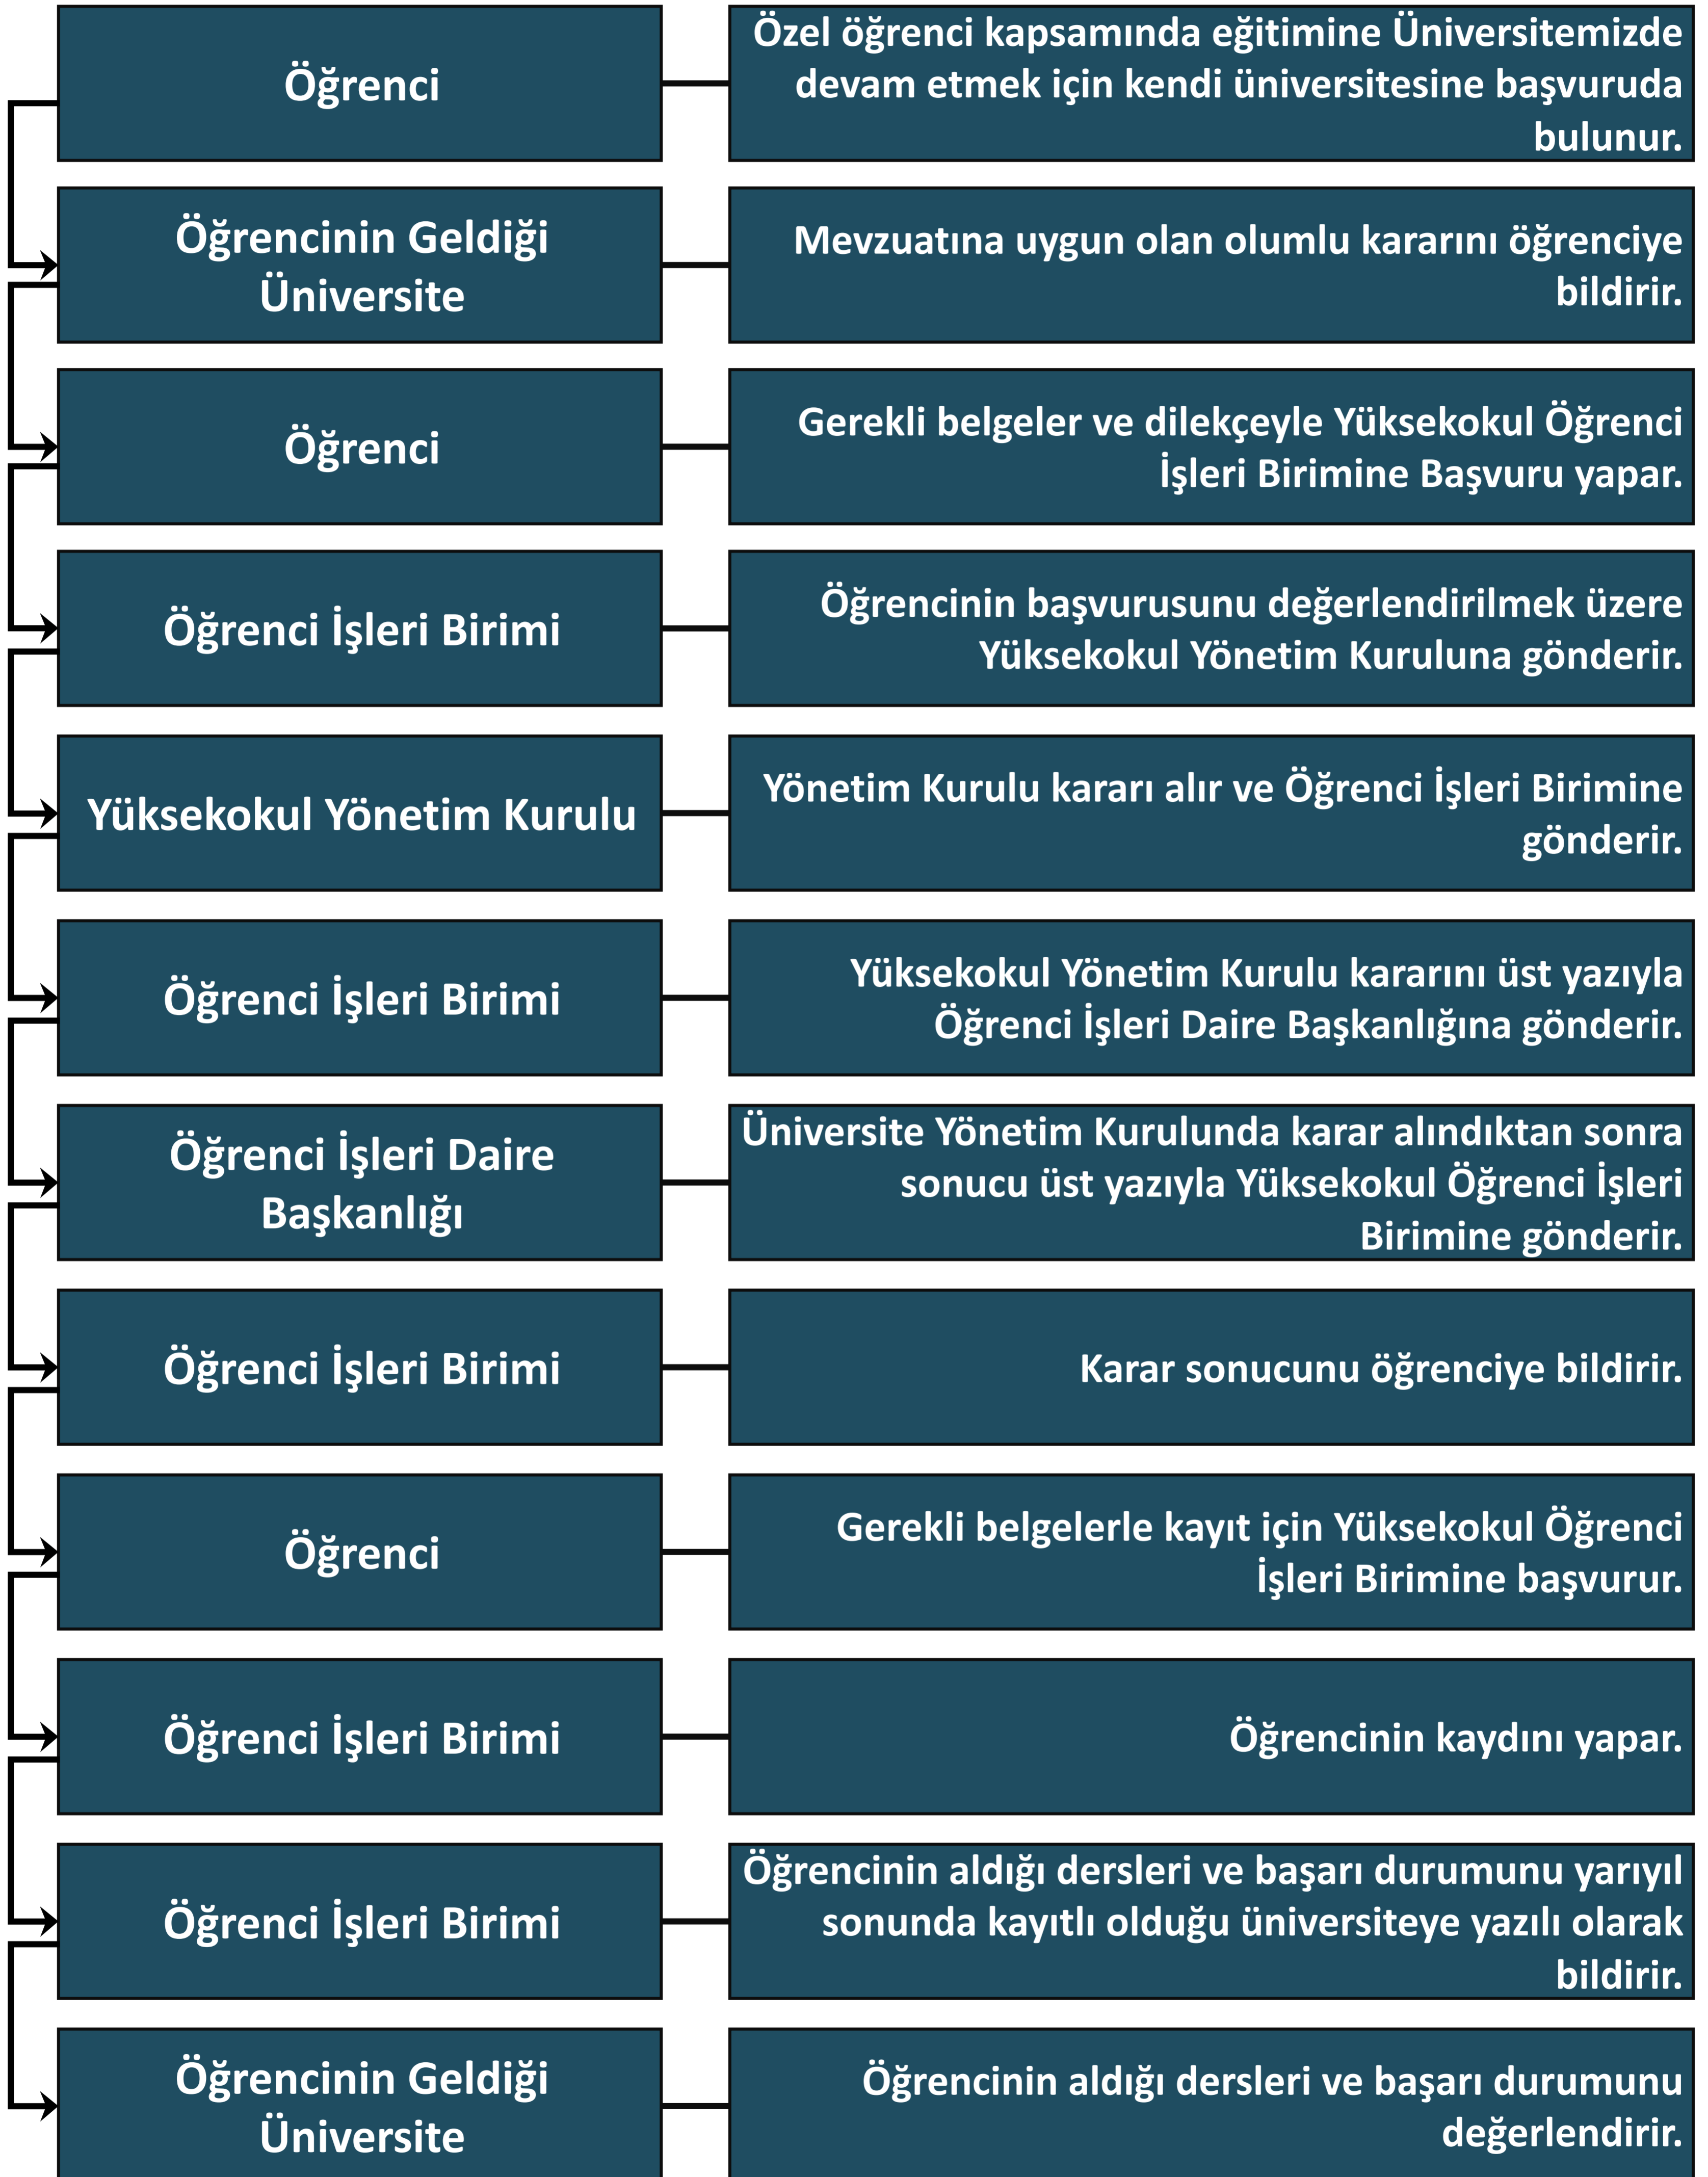 Öğrenci
Özel öğrenci kapsamında eğitimine Üniversitemizde
devam etmek için kendi üniversitesine başvuruda
bulunur.
Öğrencinin Geldiği
Üniversite
Mevzuatına uygun olan olumlu kararını öğrenciye
bildirir.
Öğrenci
Gerekli belgeler ve dilekçeyle Yüksekokul Öğrenci
İşleri Birimine Başvuru yapar.
Öğrenci İşleri Birimi
Öğrencinin başvurusunu değerlendirilmek üzere
Yüksekokul Yönetim Kuruluna gönderir.
Yüksekokul Yönetim Kurulu
Yönetim Kurulu kararı alır ve Öğrenci İşleri Birimine
gönderir.
Öğrenci İşleri Birimi
Yüksekokul Yönetim Kurulu kararını üst yazıyla
Öğrenci İşleri Daire Başkanlığına gönderir.
Öğrenci İşleri Daire
Başkanlığı
Üniversite Yönetim Kurulunda karar alındıktan sonra
sonucu üst yazıyla Yüksekokul Öğrenci İşleri
Birimine gönderir.
Öğrenci İşleri Birimi
Karar sonucunu öğrenciye bildirir.
Öğrenci
Gerekli belgelerle kayıt için Yüksekokul Öğrenci
İşleri Birimine başvurur.
Öğrenci İşleri Birimi
Öğrencinin kaydını yapar.
Öğrenci İşleri Birimi
Öğrencinin aldığı dersleri ve başarı durumunu yarıyıl
sonunda kayıtlı olduğu üniversiteye yazılı olarak
bildirir.
Öğrencinin Geldiği
Üniversite
Öğrencinin aldığı dersleri ve başarı durumunu
değerlendirir.